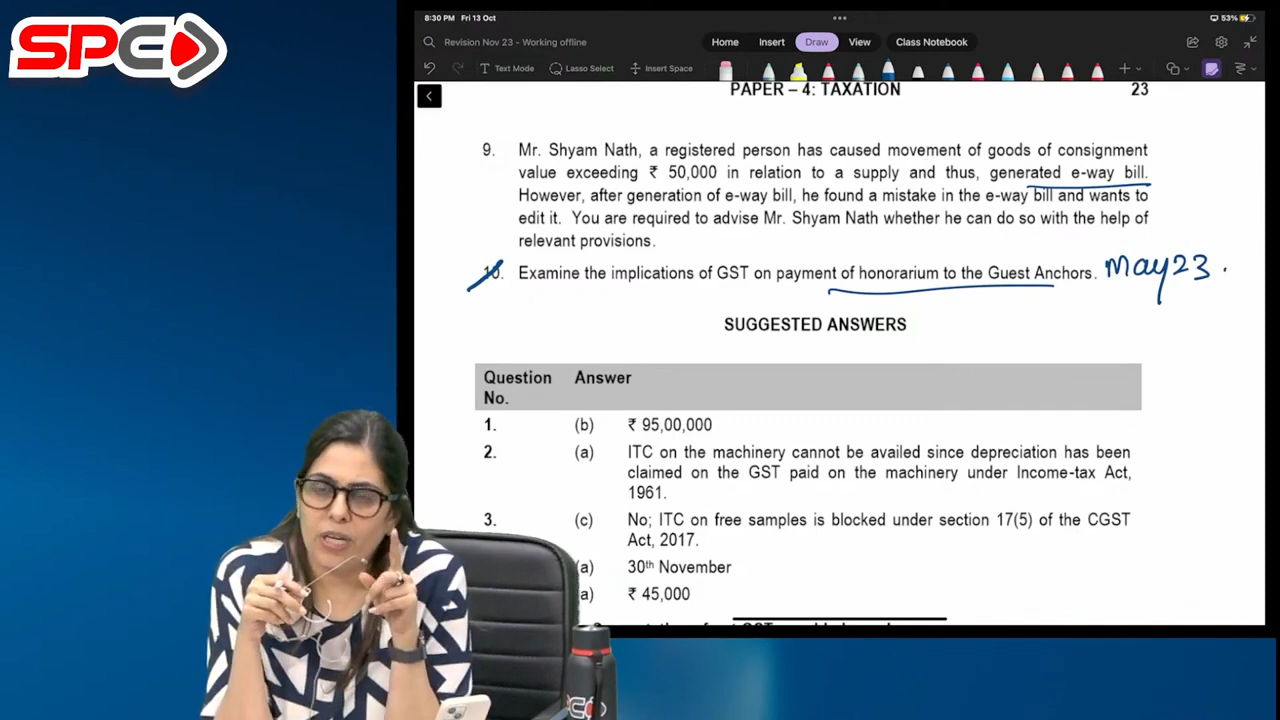 SPC
8:30 PM Fri 13 Oct
53%
Revision Nov 23 - Working offline
Home Insert Draw View Class Notebook
Text Mode Lasso Select Insert Space
PAPER – 4: TAXATION 23
9. Mr. Shyam Nath, a registered person has caused movement of goods of consignment
value exceeding ₹ 50,000 in relation to a supply and thus, generated e-way bill.
However, after generation of e-way bill, he found a mistake in the e-way bill and wants to
edit it. You are required to advise Mr. Shyam Nath whether he can do so with the help of
relevant provisions.
10. Examine the implications of GST on payment of honorarium to the Guest Anchors. May 23.
SUGGESTED ANSWERS
Question Answer
No.
1. (b) ₹ 95,00,000
2. (a) ITC on the machinery cannot be availed since depreciation has been
claimed on the GST paid on the machinery under Income-tax Act,
1961.
3. (c) No; ITC on free samples is blocked under section 17(5) of the CGST
Act, 2017.
(a) 30th November
a) ₹ 45,000